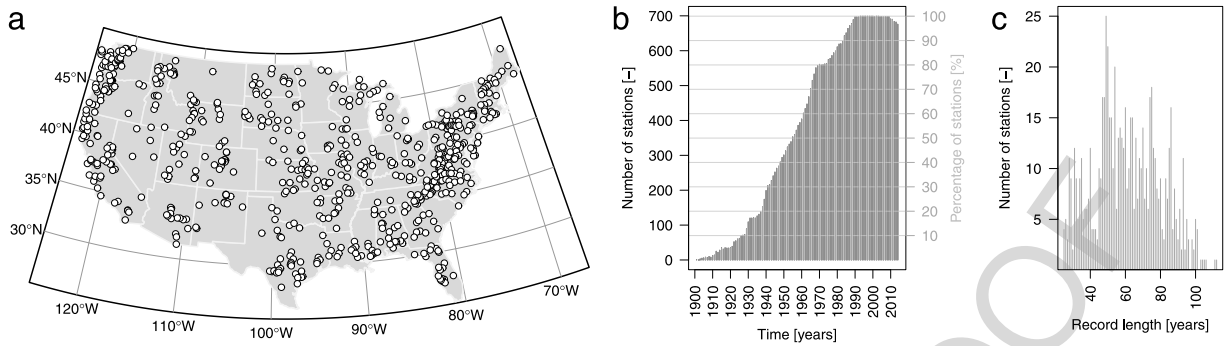 a
45°N
40°N
35°N
30°N
120°W
110°W
100°W
90°W
80°W
70°W
b
700
600
500
400
300
200
100
0
Number of stations [–]
100
90
80
70
60
50
40
30
20
10
Percentage of stations [%]
1900
1910
1920
1930
1940
1950
1960
1970
1980
1990
2000
2010
Time [years]
c
25
20
15
10
5
Number of stations [–]
40
60
80
100
Record length [years]